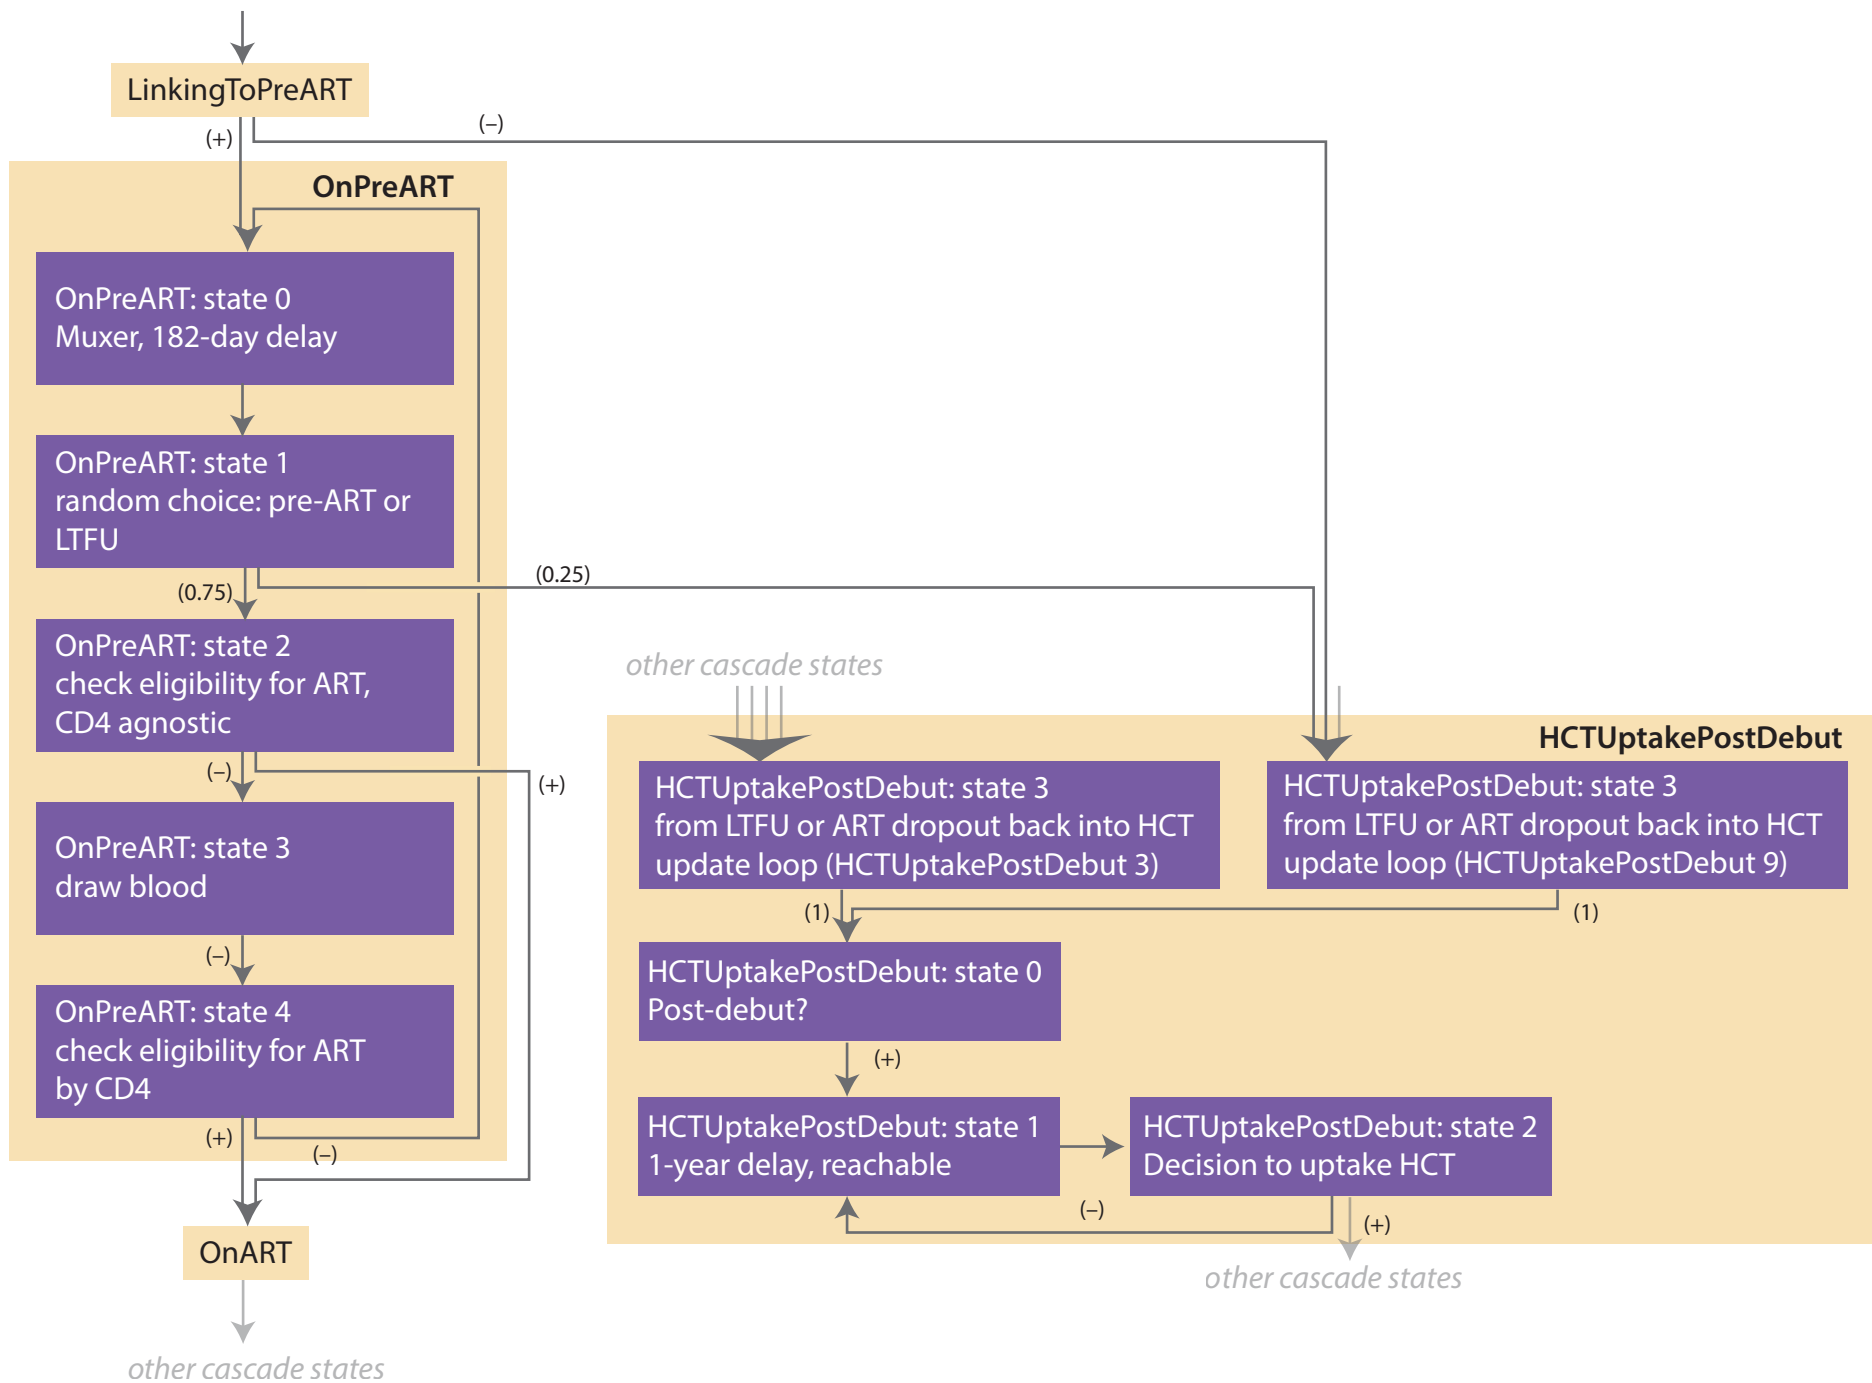 LinkingToPreART
(+)
(–)
OnPreART
OnPreART: state 0
Muxer, 182-day delay
OnPreART: state 1
random choice: pre-ART or
LTFU
(0.75)
(0.25)
OnPreART: state 2
check eligibility for ART,
CD4 agnostic
(–)
(+)
OnPreART: state 3
draw blood
(–)
OnPreART: state 4
check eligibility for ART
by CD4
(+)
(–)
OnART
other cascade states
other cascade states
HCTUptakePostDebut
HCTUptakePostDebut: state 3
from LTFU or ART dropout back into HCT
update loop (HCTUptakePostDebut 3)
HCTUptakePostDebut: state 3
from LTFU or ART dropout back into HCT
update loop (HCTUptakePostDebut 9)
(1)
(1)
HCTUptakePostDebut: state 0
Post-debut?
(+)
HCTUptakePostDebut: state 1
1-year delay, reachable
HCTUptakePostDebut: state 2
Decision to uptake HCT
(–)
(+)
other cascade states